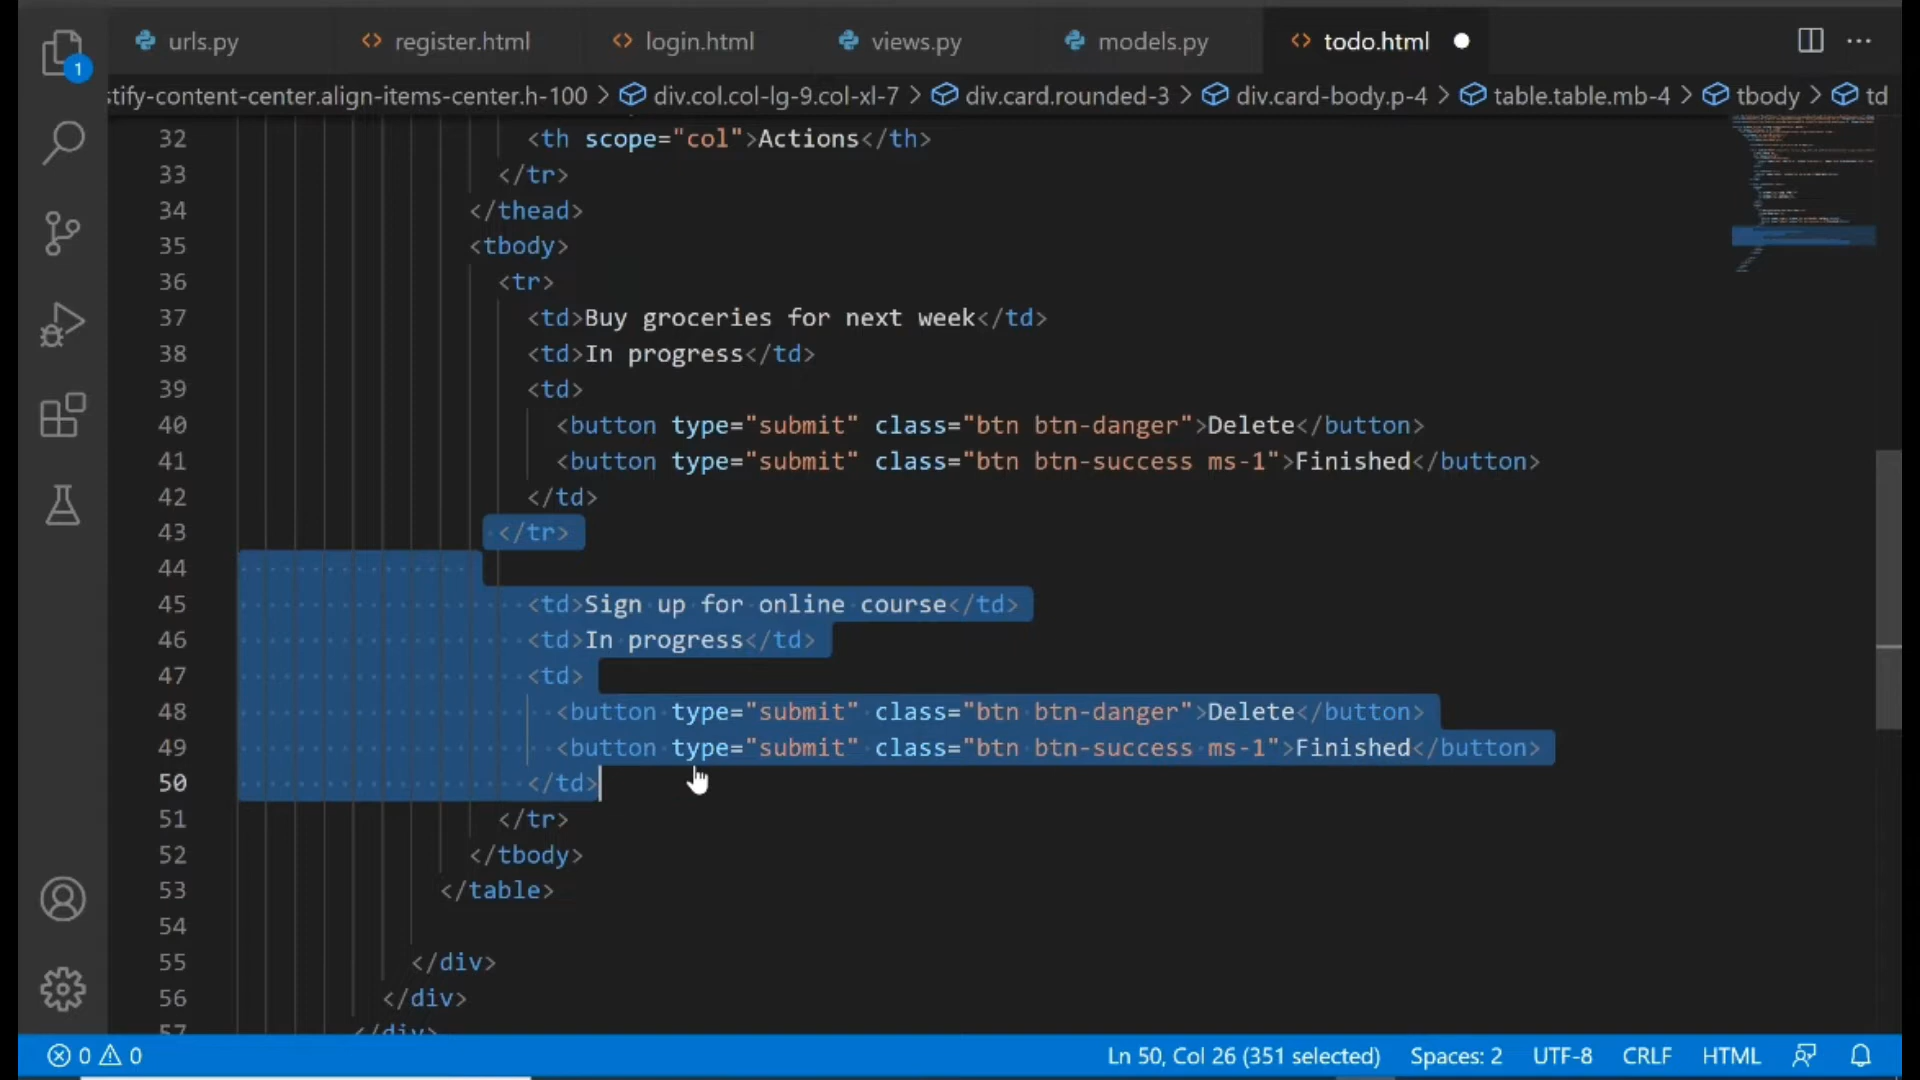 1
urls.py register.html login.html views.py models.py todo.html
stify-content-center.align-items-center.h-100 > div.col.col-lg-9.col-xl-7 > div.card.rounded-3 > div.card-body.p-4 > table.table.mb-4 > tbody > td
32 <th scope="col">Actions</th>
33 </tr>
34 </thead>
35 <tbody>
36 <tr>
37 <td>Buy groceries for next week</td>
38 <td>In progress</td>
39 <td>
40 <button type="submit" class="btn btn-danger">Delete</button>
41 <button type="submit" class="btn btn-success ms-1">Finished</button>
42 </td>
43 </tr>
44
45 <td>Sign up for online course</td>
46 <td>In progress</td>
47 <td>
48 <button type="submit" class="btn btn-danger">Delete</button>
49 <button type="submit" class="btn btn-success ms-1">Finished</button>
50 </td>
51 </tr>
52 </tbody>
53 </table>
54
55 </div>
56 </div>
57 </div>
0 0 Ln 50, Col 26 (351 selected) Spaces: 2 UTF-8 CRLF HTML